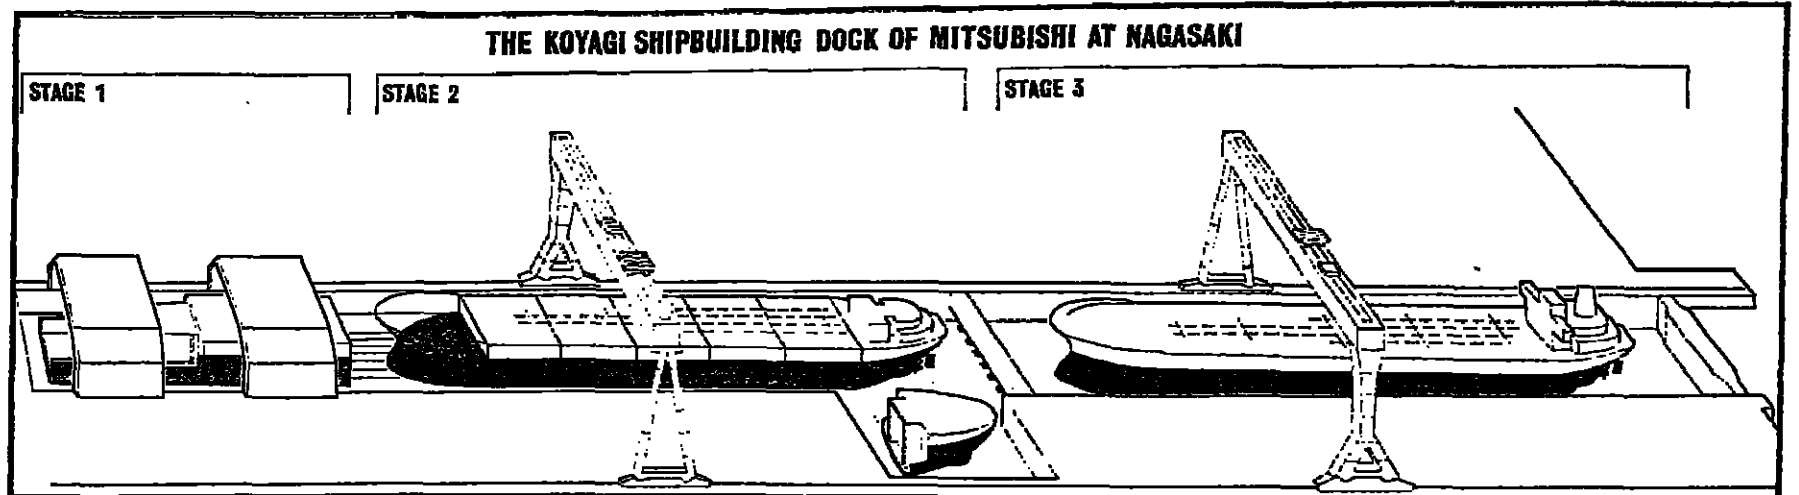 THE KOYAGI SHIPBUILDING DOCK OF MITSUBISHI AT NAGASAKI
STAGE 1
STAGE 2
STAGE 3